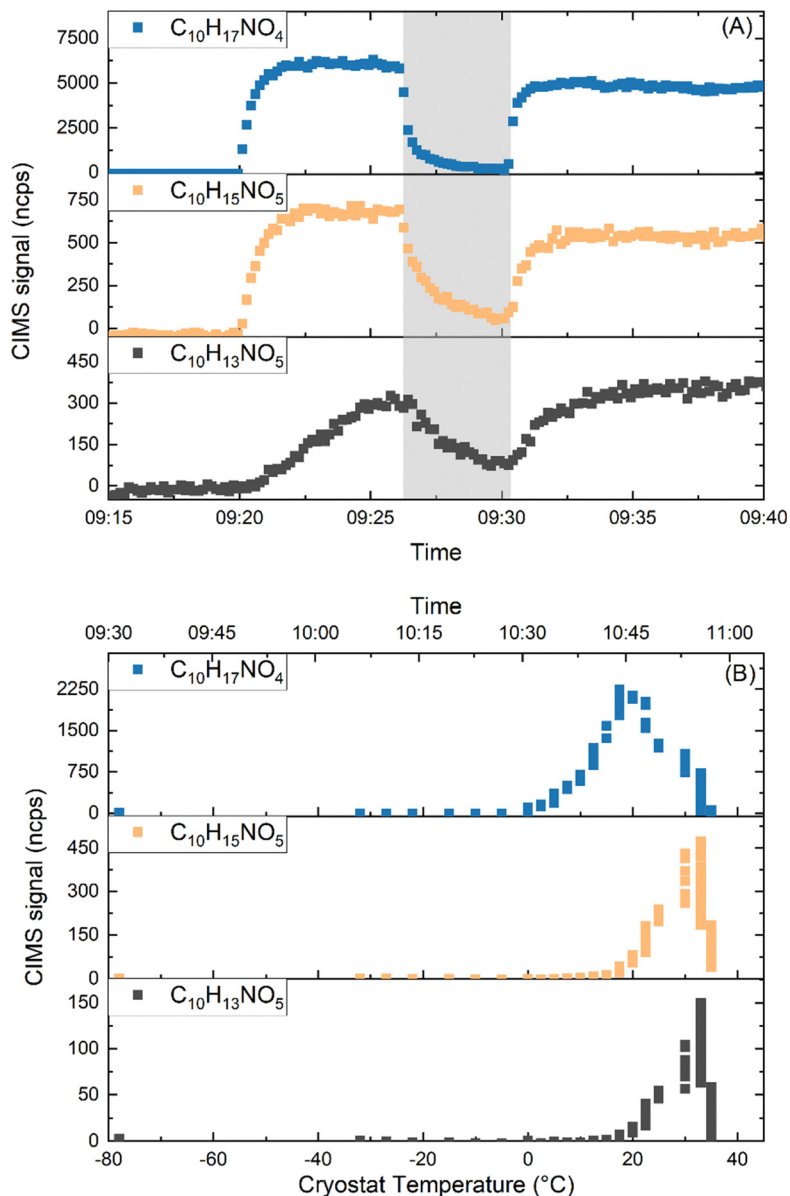 C₁₀H₁₇NO₄
(A)
7500
5000
2500
0
C₁₀H₁₅NO₅
750
500
250
0
C₁₀H₁₃NO₅
450
300
150
0
CIMS signal (ncps)
09:15 09:20 09:26 09:30 09:35 09:40
Time
Time
09:30 09:45 10:00 10:15 10:30 10:45 11:00
C₁₀H₁₇NO₄
(B)
2250
1500
750
0
C₁₀H₁₅NO₅
450
300
150
0
C₁₀H₁₃NO₅
150
100
50
0
CIMS signal (ncps)
-80 -60 -40 -20 0 20 40
Cryostat Temperature (°C)